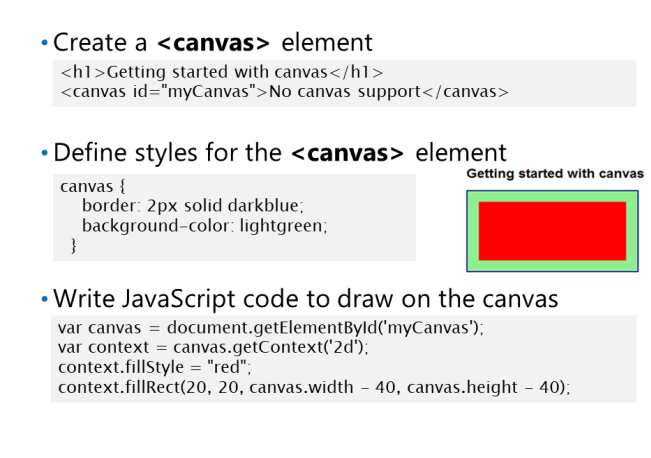 • Create a <canvas> element
<h1>Getting started with canvas</h1>
<canvas id="myCanvas">No canvas support</canvas>
• Define styles for the <canvas> element
canvas {
border: 2px solid darkblue;
background-color: lightgreen;
}
Getting started with canvas
• Write JavaScript code to draw on the canvas
var canvas = document.getElementById('myCanvas');
var context = canvas.getContext('2d');
context.fillStyle = "red";
context.fillRect(20, 20, canvas.width – 40, canvas.height – 40);